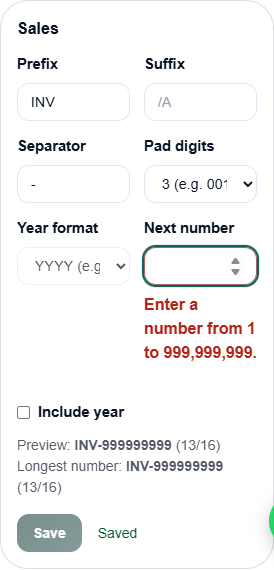 Sales
Prefix Suffix
INV /A
Separator Pad digits
- 3 (e.g. 001
Year format Next number
YYYY (e.g
Enter a
number from 1
to 999,999,999.
Include year
Preview: INV-999999999 (13/16)
Longest number: INV-999999999
(13/16)
Save Saved